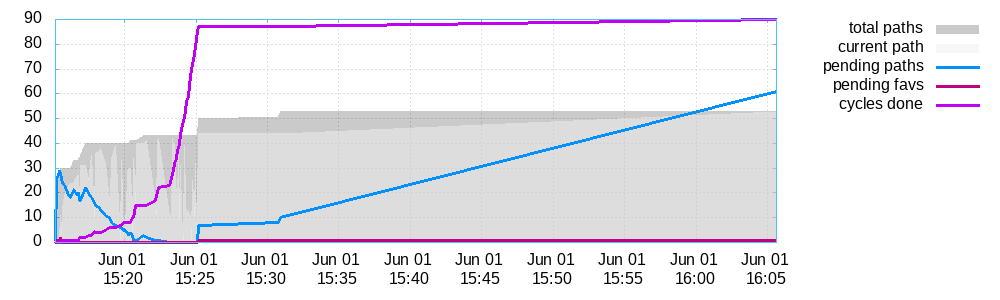 90
80
70
60
50
40
30
20
10
0
Jun 01 Jun 01 Jun 01 Jun 01 Jun 01 Jun 01 Jun 01 Jun 01 Jun 01 Jun 01
15:20 15:25 15:30 15:35 15:40 15:45 15:50 15:55 16:00 16:05
total paths
current path
pending paths
pending favs
cycles done